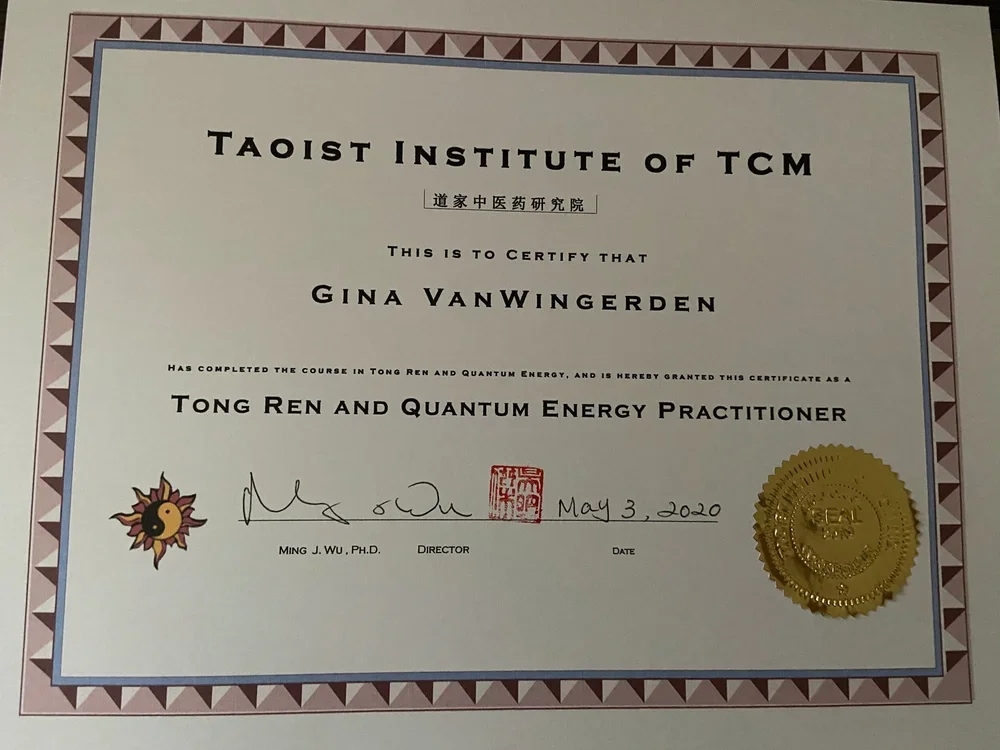 TAOIST INSTITUTE OF TCM
道家中医药研究院
THIS IS TO CERTIFY THAT
GINA VANWINGERDEN
HAS COMPLETED THE COURSE IN TONG REN AND QUANTUM ENERGY, AND IS HEREBY GRANTED THIS CERTIFICATE AS A
TONG REN AND QUANTUM ENERGY PRACTITIONER
May 3, 2020
MING J. WU, PH.D. DIRECTOR DATE
SEAL